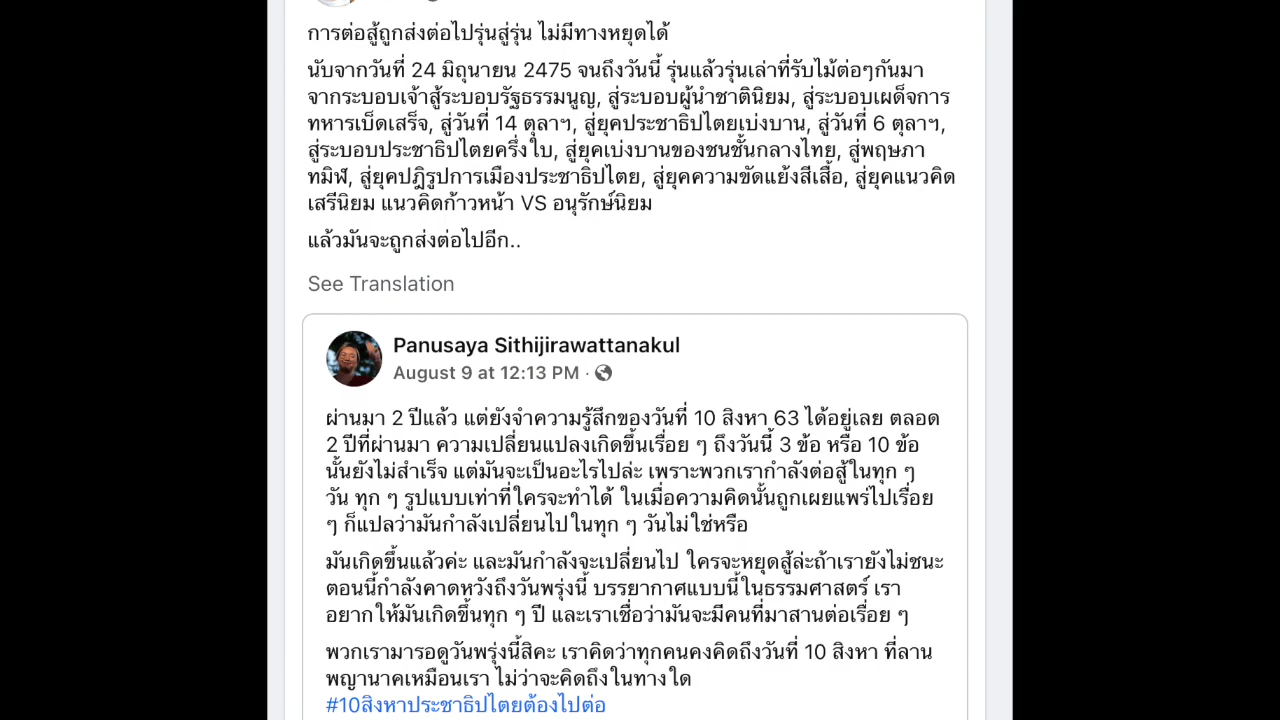 การต่อสู้ถูกส่งต่อไปรุ่นสู่รุ่น ไม่มีทางหยุดได้
นับจากวันที่ 24 มิถุนายน 2475 จนถึงวันนี้ รุ่นแล้วรุ่นเล่าที่รับไม้ต่อๆกันมา
จากระบอบเจ้าสู้ระบอบรัฐธรรมนูญ, สู่ระบอบผู้นำชาตินิยม, สู่ระบอบเผด็จการ
ทหารเบ็ดเสร็จ, สู่วันที่ 14 ตุลาฯ, สู่ยุคประชาธิปไตยเบ่งบาน, สู่วันที่ 6 ตุลาฯ,
สู่ระบอบประชาธิปไตยครึ่งใบ, สู่ยุคเบ่งบานของชนชั้นกลางไทย, สู่พฤษภา
ทมิฬ, สู่ยุคปฎิรูปการเมืองประชาธิปไตย, สู่ยุคความขัดแย้งสีเสื้อ, สู่ยุคแนวคิด
เสรีนิยม แนวคิดก้าวหน้า VS อนุรักษ์นิยม
แล้วมันจะถูกส่งต่อไปอีก..
See Translation
Panusaya Sithijirawattanakul
August 9 at 12:13 PM ·
ผ่านมา 2 ปีแล้ว แต่ยังจำความรู้สึกของวันที่ 10 สิงหา 63 ได้อยู่เลย ตลอด
2 ปีที่ผ่านมา ความเปลี่ยนแปลงเกิดขึ้นเรื่อย ๆ ถึงวันนี้ 3 ข้อ หรือ 10 ข้อ
นั้นยังไม่สำเร็จ แต่มันจะเป็นอะไรไปล่ะ เพราะพวกเรากำลังต่อสู้ในทุก ๆ
วัน ทุก ๆ รูปแบบเท่าที่ใครจะทำได้ ในเมื่อความคิดนั้นถูกเผยแพร่ไปเรื่อย
ๆ ก็แปลว่ามันกำลังเปลี่ยนไปในทุก ๆ วันไม่ใช่หรือ
มันเกิดขึ้นแล้วค่ะ และมันกำลังจะเปลี่ยนไป ใครจะหยุดสู้ล่ะถ้าเรายังไม่ชนะ
ตอนนี้กำลังคาดหวังถึงวันพรุ่งนี้ บรรยากาศแบบนี้ในธรรมศาสตร์ เรา
อยากให้มันเกิดขึ้นทุก ๆ ปี และเราเชื่อว่ามันจะมีคนที่มาสานต่อเรื่อย ๆ
พวกเรามารอดูวันพรุ่งนี้สิคะ เราคิดว่าทุกคนคงคิดถึงวันที่ 10 สิงหา ที่ลาน
พญานาคเหมือนเรา ไม่ว่าจะคิดถึงในทางใด
#10สิงหาประชาธิปไตยต้องไปต่อ